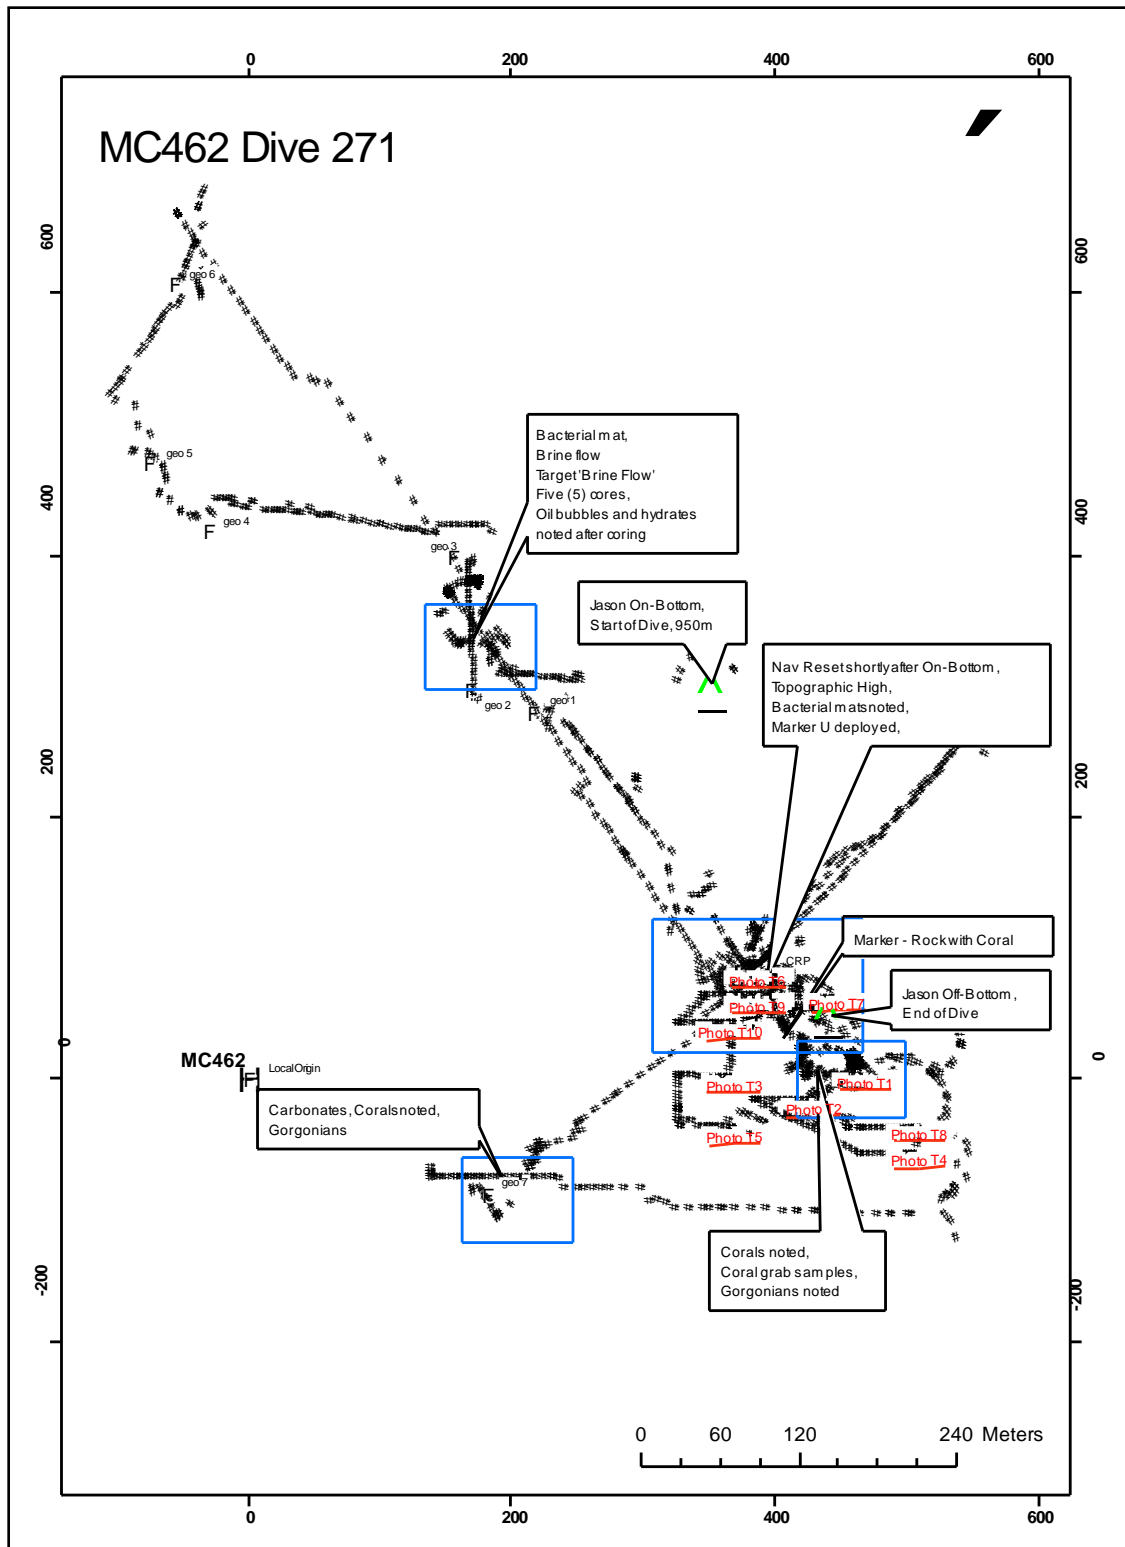 0 200 400 600
MC462 Dive 271
600 600
geo 6
Bacterial mat,
Brine flow
Target 'Brine Flow'
Five (5) cores,
Oil bubbles and hydrates
noted after coring
F
geo 5
F
400 400
geo 4
F
geo 3
F
Jason On-Bottom,
Start of Dive, 950m
Nav Reset shortly after On-Bottom,
Topographic High,
Bacterial mats noted,
Marker U deployed,
F
geo 2
geo 1
F
200 200
Marker - Rock with Coral
CRP
Photo T6
Jason Off-Bottom,
End of Dive
Photo T9
Photo T7
Photo T10
0 0
MC462
F
Local Origin
Photo T3
Photo T1
Carbonates, Corals noted,
Gorgonians
Photo T2
Photo T5
Photo T8
Photo T4
geo 7
F
Corals noted,
Coral grab samples,
Gorgonians noted
-200 -200
0 60 120 240 Meters
0 200 400 600